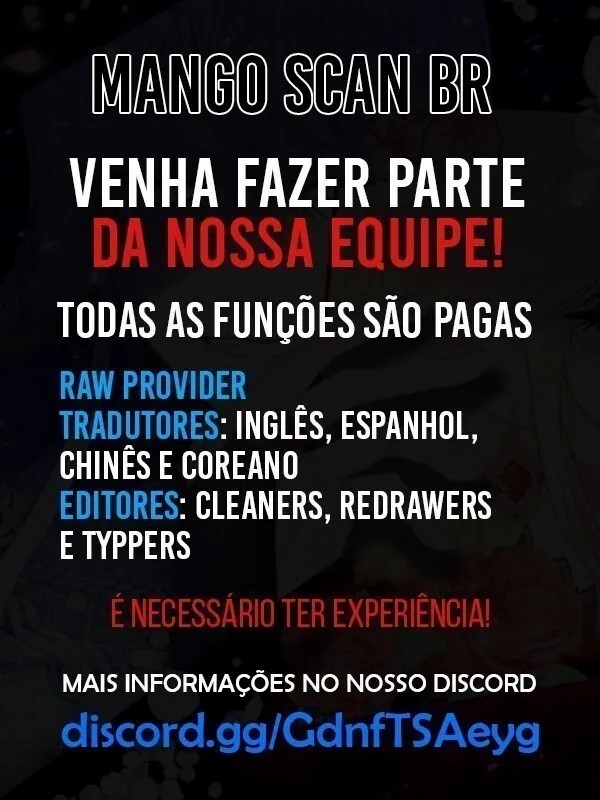 MANGO SCAN BR
VENHA FAZER PARTE
DA NOSSA EQUIPE!
TODAS AS FUNÇÕES SÃO PAGAS
RAW PROVIDER
TRADUTORES: INGLÊS, ESPANHOL,
CHINÊS E COREANO
EDITORES: CLEANERS, REDRAWERS
E TYPPERS
É NECESSÁRIO TER EXPERIÊNCIA!
MAIS INFORMAÇÕES NO NOSSO DISCORD
discord.gg/GdnfTSAeyg